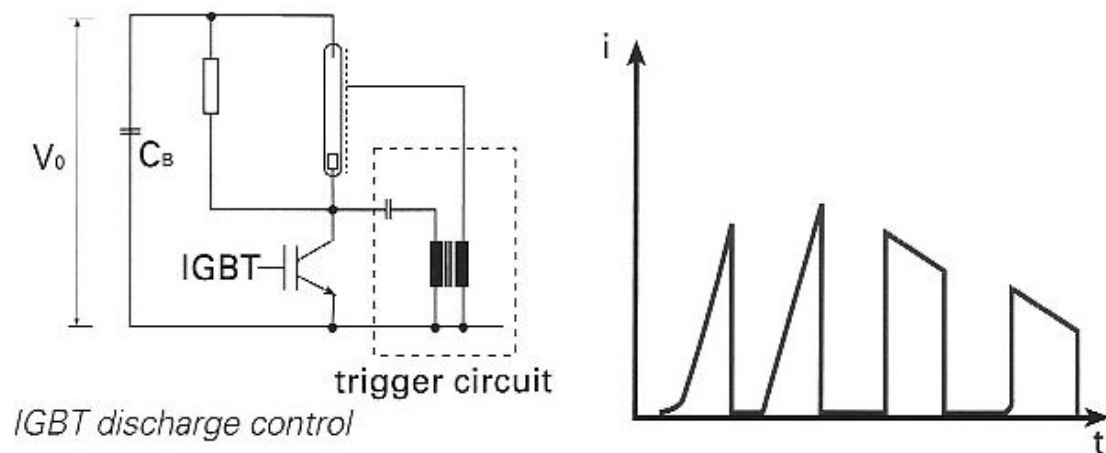 V₀
C_B
IGBT
trigger circuit
IGBT discharge control
i
t